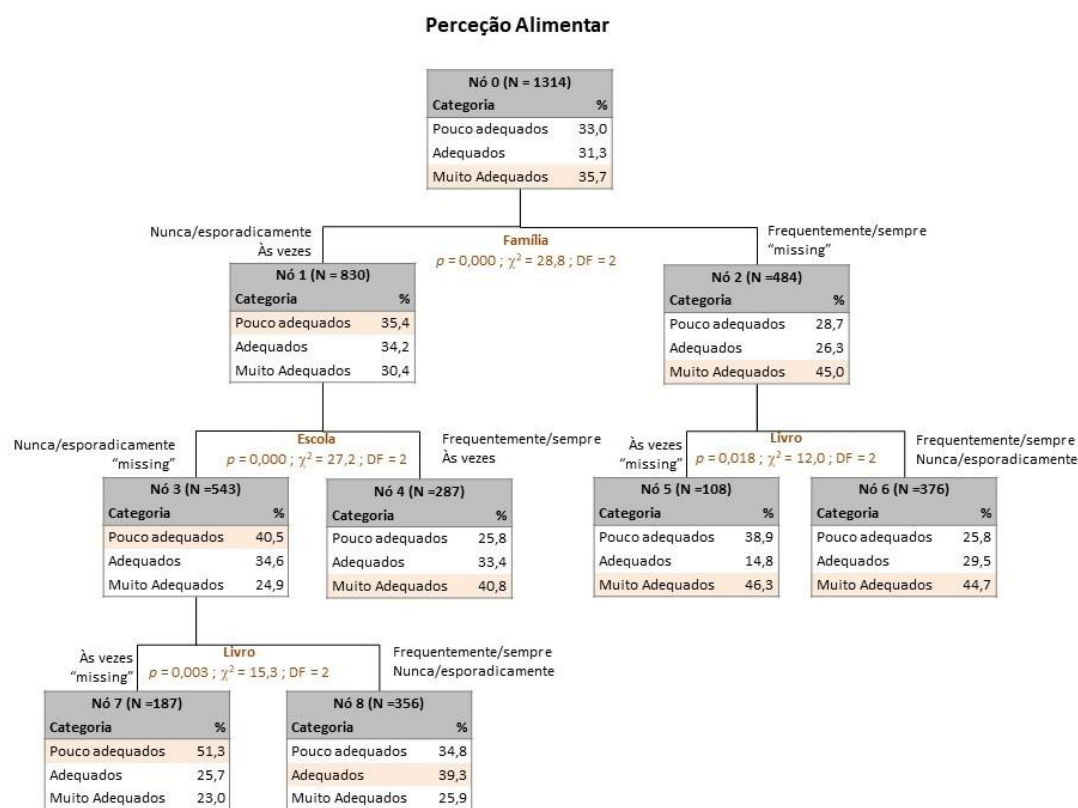 Perceção Alimentar
Nó 0 (N = 1314)
Categoria %
Pouco adequados 33,0
Adequados 31,3
Muito Adequados 35,7
Nunca/esporadicamente
Às vezes
Família
p = 0,000 ; χ² = 28,8 ; DF = 2
Frequentemente/sempre
“missing”
Nó 1 (N = 830)
Categoria %
Pouco adequados 35,4
Adequados 34,2
Muito Adequados 30,4
Nó 2 (N =484)
Categoria %
Pouco adequados 28,7
Adequados 26,3
Muito Adequados 45,0
Nunca/esporadicamente
“missing”
Escola
p = 0,000 ; χ² = 27,2 ; DF = 2
Frequentemente/sempre
Às vezes
Às vezes
“missing”
Livro
p = 0,018 ; χ² = 12,0 ; DF = 2
Frequentemente/sempre
Nunca/esporadicamente
Nó 3 (N =543)
Categoria %
Pouco adequados 40,5
Adequados 34,6
Muito Adequados 24,9
Nó 4 (N =287)
Categoria %
Pouco adequados 25,8
Adequados 33,4
Muito Adequados 40,8
Nó 5 (N =108)
Categoria %
Pouco adequados 38,9
Adequados 14,8
Muito Adequados 46,3
Nó 6 (N =376)
Categoria %
Pouco adequados 25,8
Adequados 29,5
Muito Adequados 44,7
Às vezes
“missing”
Livro
p = 0,003 ; χ² = 15,3 ; DF = 2
Frequentemente/sempre
Nunca/esporadicamente
Nó 7 (N =187)
Categoria %
Pouco adequados 51,3
Adequados 25,7
Muito Adequados 23,0
Nó 8 (N =356)
Categoria %
Pouco adequados 34,8
Adequados 39,3
Muito Adequados 25,9